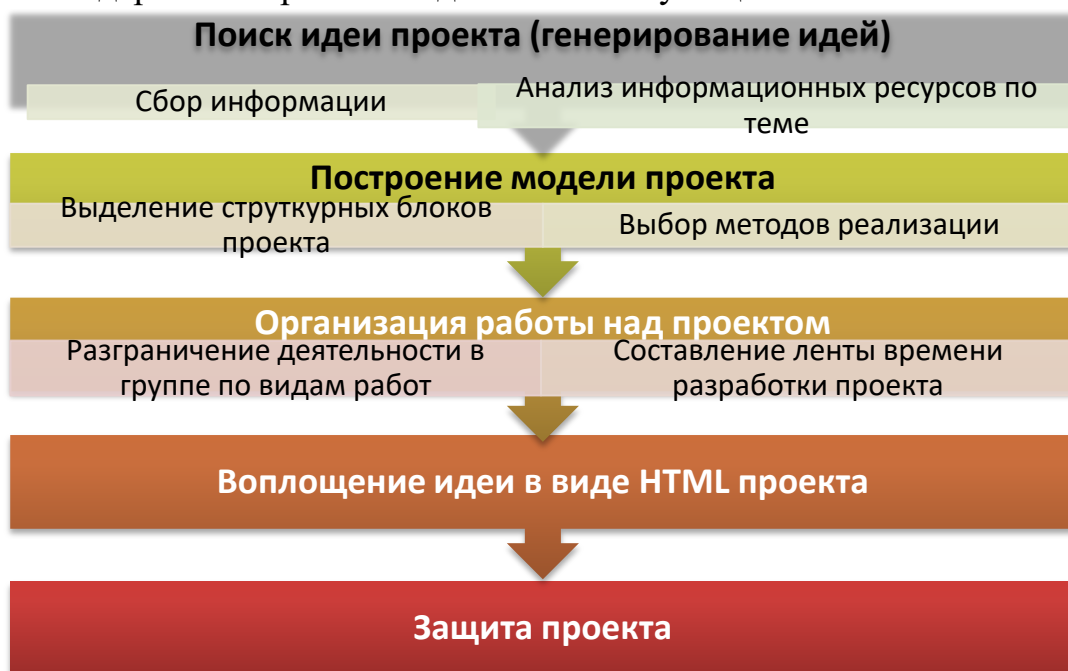 Поиск идеи проекта (генерирование идей)
Сбор информации
Анализ информационных ресурсов по
теме
Построение модели проекта
Выделение струткурных блоков
проекта
Выбор методов реализации
Организация работы над проектом
Разграничение деятельности в
группе по видам работ
Составление ленты времени
разработки проекта
Воплощение идеи в виде HTML проекта
Защита проекта